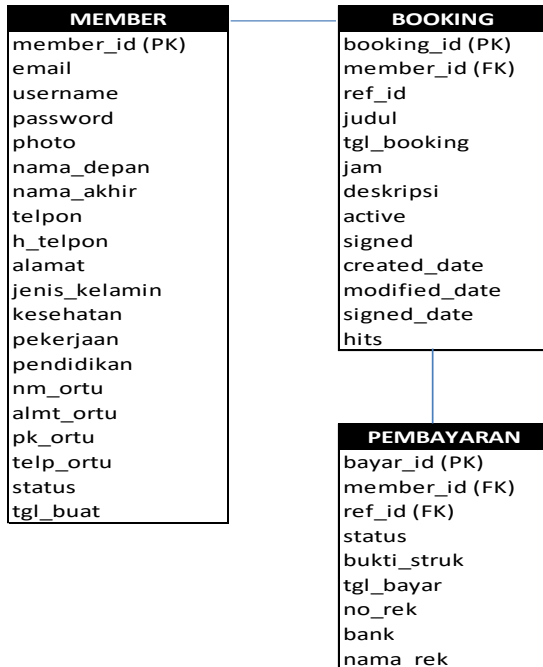 MEMBER
member_id (PK)
email
username
password
photo
nama_depan
nama_akhir
telpon
h_telpon
alamat
jenis_kelamin
kesehatan
pekerjaan
pendidikan
nm_ortu
almt_ortu
pk_ortu
telp_ortu
status
tgl_buat
BOOKING
booking_id (PK)
member_id (FK)
ref_id
judul
tgl_booking
jam
deskripsi
active
signed
created_date
modified_date
signed_date
hits
PEMBAYARAN
bayar_id (PK)
member_id (FK)
ref_id (FK)
status
bukti_struk
tgl_bayar
no_rek
bank
nama_rek